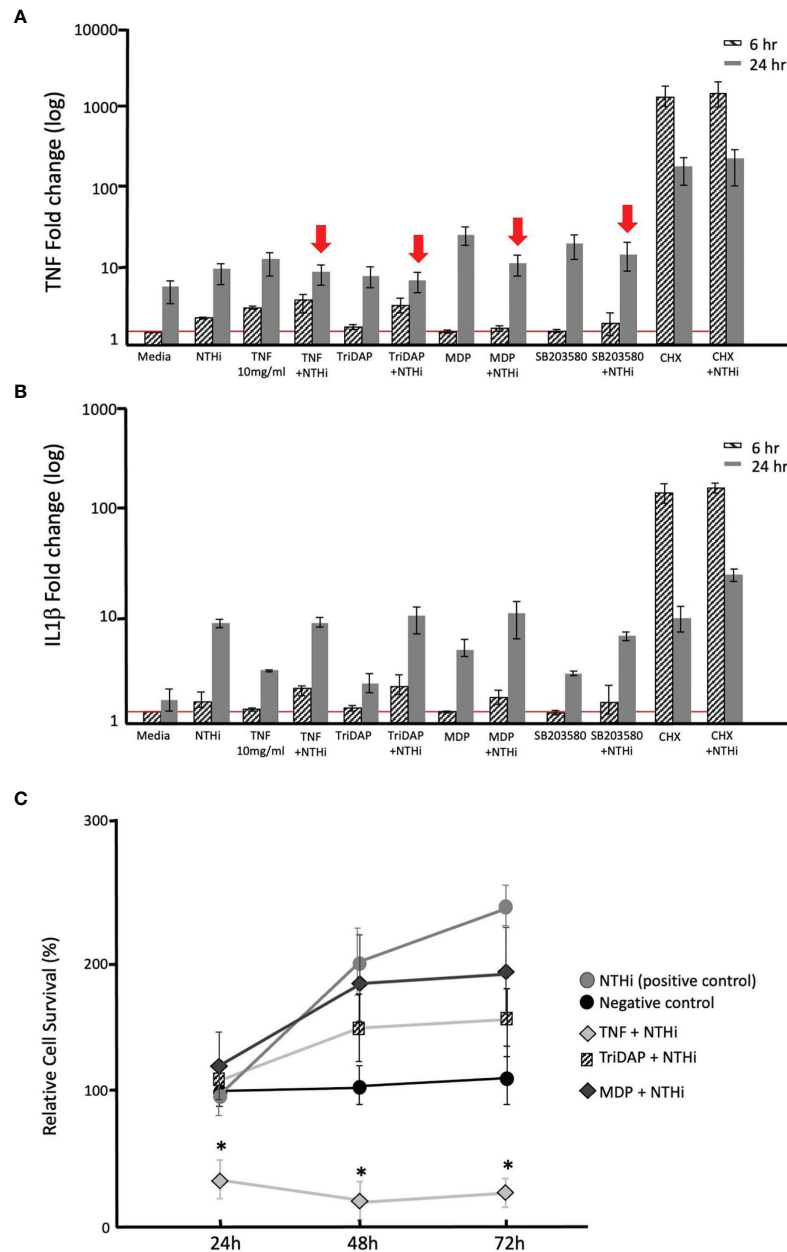 A
TNF Fold change (log)
10000
1000
100
10
1
6 hr
24 hr
Media
NTHi
TNF
10mg/ml
TNF
+NTHi
TriDAP
TriDAP
+NTHi
MDP
MDP
+NTHi
SB203580
SB203580
+NTHi
CHX
CHX
+NTHi
B
IL1β Fold change (log)
1000
100
10
1
6 hr
24 hr
Media
NTHi
TNF
10mg/ml
TNF
+NTHi
TriDAP
TriDAP
+NTHi
MDP
MDP
+NTHi
SB203580
SB203580
+NTHi
CHX
CHX
+NTHi
C
Relative Cell Survival (%)
300
200
100
0
*
*
*
24h
48h
72h
NTHi (positive control)
Negative control
TNF + NTHi
TriDAP + NTHi
MDP + NTHi